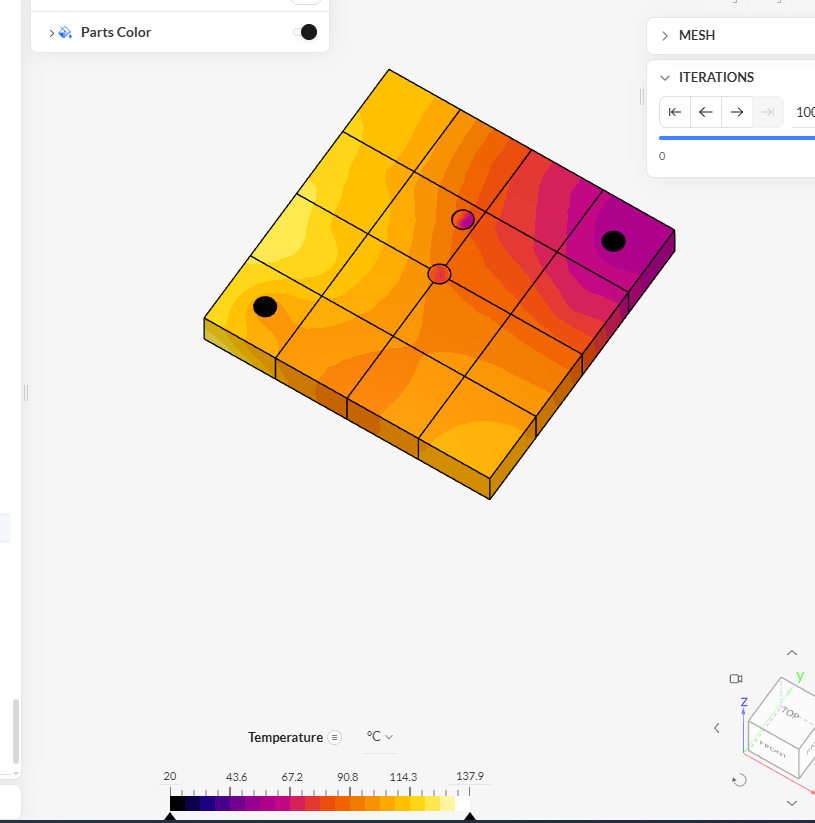 Parts Color
MESH
ITERATIONS
100
0
Temperature
°C
20 43.6 67.2 90.8 114.3 137.9
y
z
TOP
FRONT